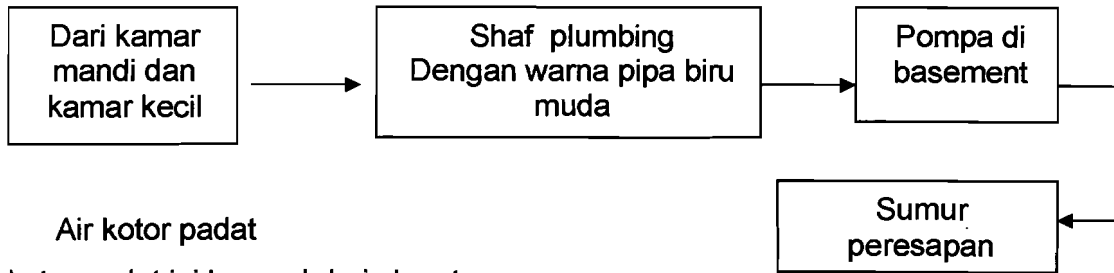 Dari kamar
mandi dan
kamar kecil
Shaf plumbing
Dengan warna pipa biru
muda
Pompa di
basement
Sumur
peresapan
Air kotor padat